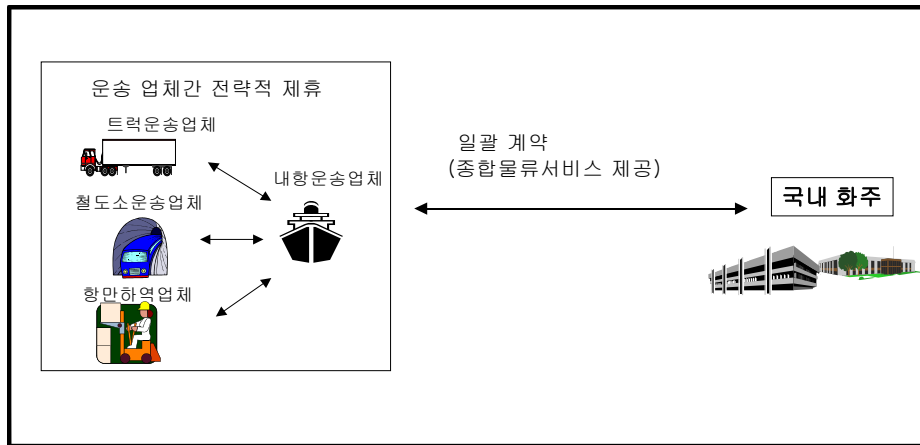 운송 업체간 전략적 제휴
트럭운송업체
내항운송업체
철도소운송업체
항만하역업체
일괄 계약
(종합물류서비스 제공)
국내 화주